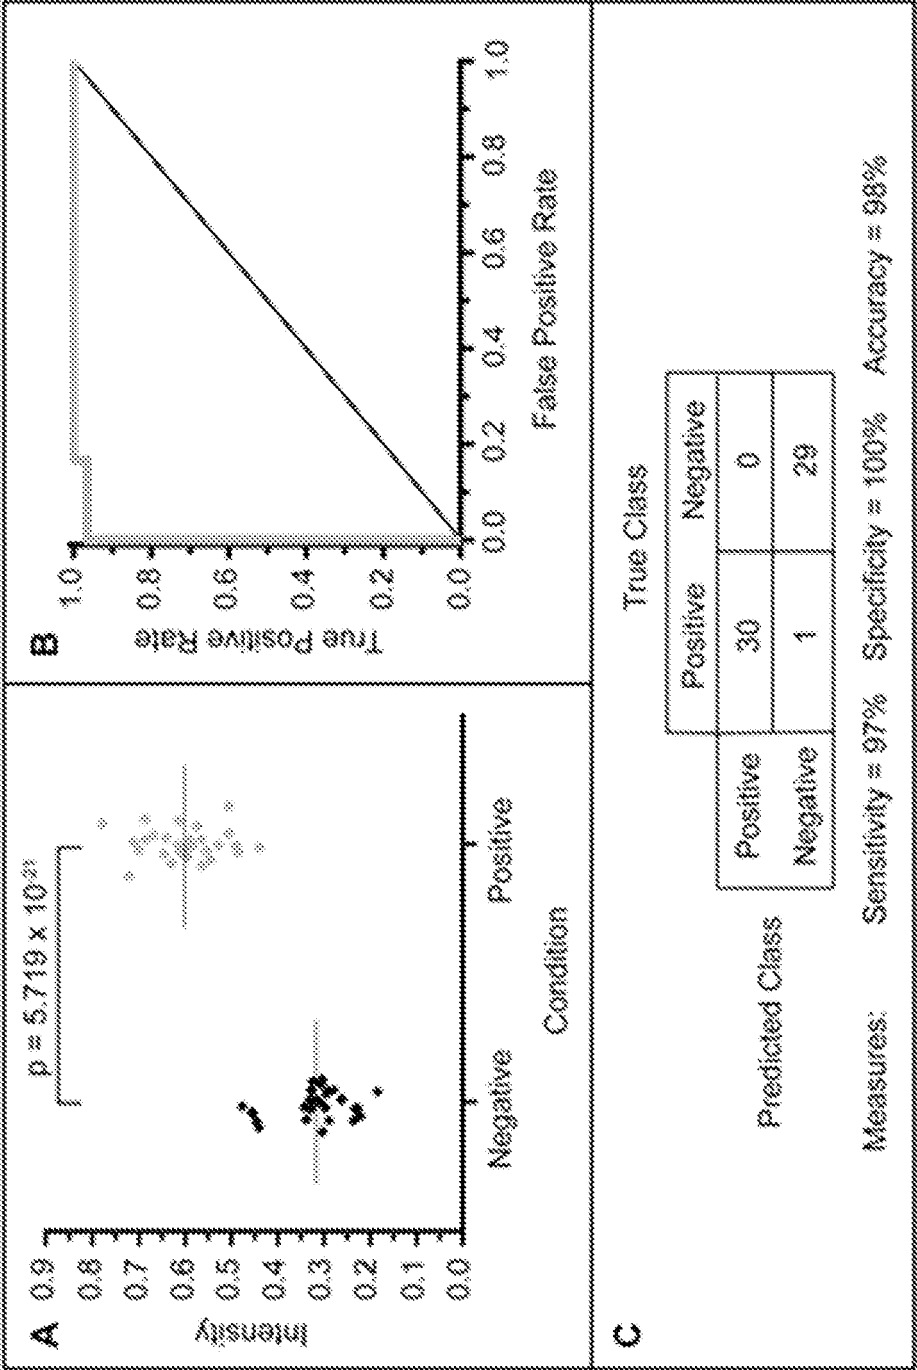 A
p = 5.719 x 10²¹
0.9
0.8
0.7
0.6
0.5
0.4
0.3
0.2
0.1
0.0
Intensity
Negative Positive
Condition
B
1.0
0.8
0.6
0.4
0.2
0.0
True Positive Rate
0.0 0.2 0.4 0.6 0.8 1.0
False Positive Rate
C
True Class
Positive Negative
Predicted Class
Positive 30 0
Negative 1 29
Measures: Sensitivity = 97% Specificity = 100% Accuracy = 98%